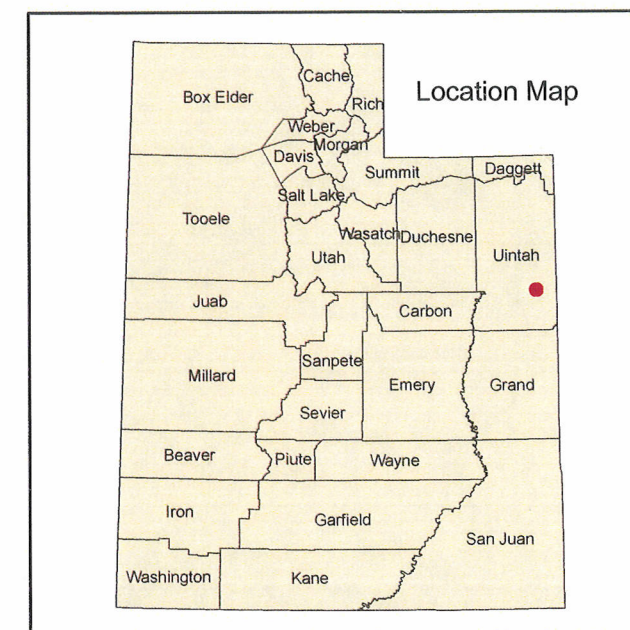 Location Map
Cache
Box Elder
Rich
Weber
Morgan
Davis
Summit
Daggett
Salt Lake
Tooele
Wasatch
Duchesne
Utah
Uintah
Juab
Carbon
Sanpete
Millard
Emery
Grand
Sevier
Beaver
Piute
Wayne
Iron
Garfield
San Juan
Washington
Kane